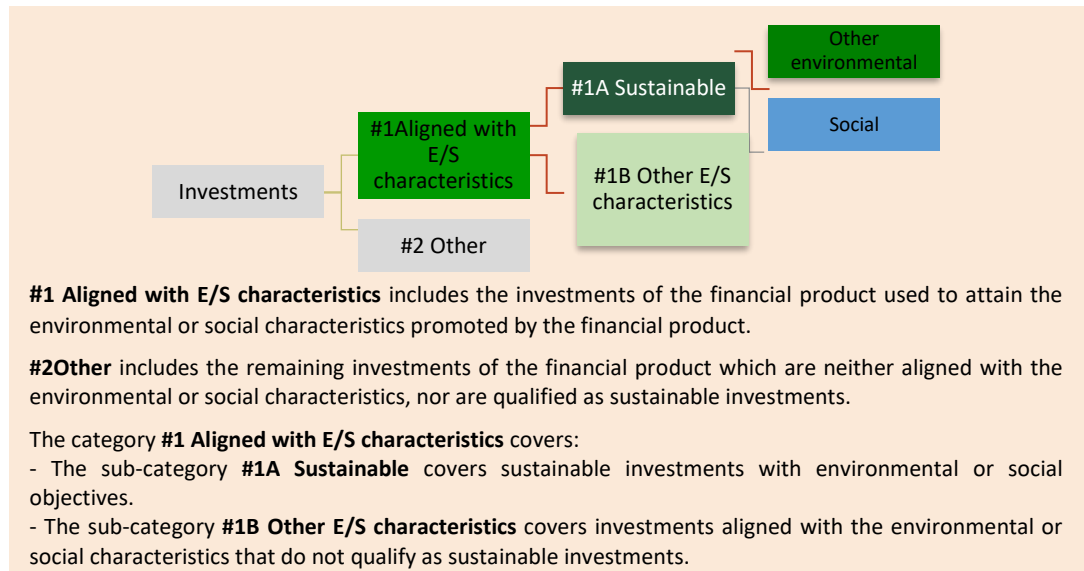 Other
environmental
#1A Sustainable
Social
#1Aligned with
E/S
characteristics
#1B Other E/S
characteristics
Investments
#2 Other
#1 Aligned with E/S characteristics includes the investments of the financial product used to attain the
environmental or social characteristics promoted by the financial product.
#2Other includes the remaining investments of the financial product which are neither aligned with the
environmental or social characteristics, nor are qualified as sustainable investments.
The category #1 Aligned with E/S characteristics covers:
- The sub-category #1A Sustainable covers sustainable investments with environmental or social
objectives.
- The sub-category #1B Other E/S characteristics covers investments aligned with the environmental or
social characteristics that do not qualify as sustainable investments.